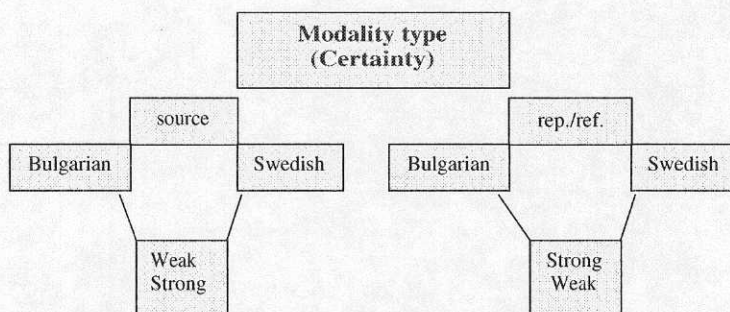 Modality type
(Certainty)
source
rep./ref.
Bulgarian
Swedish
Bulgarian
Swedish
Weak
Strong
Strong
Weak